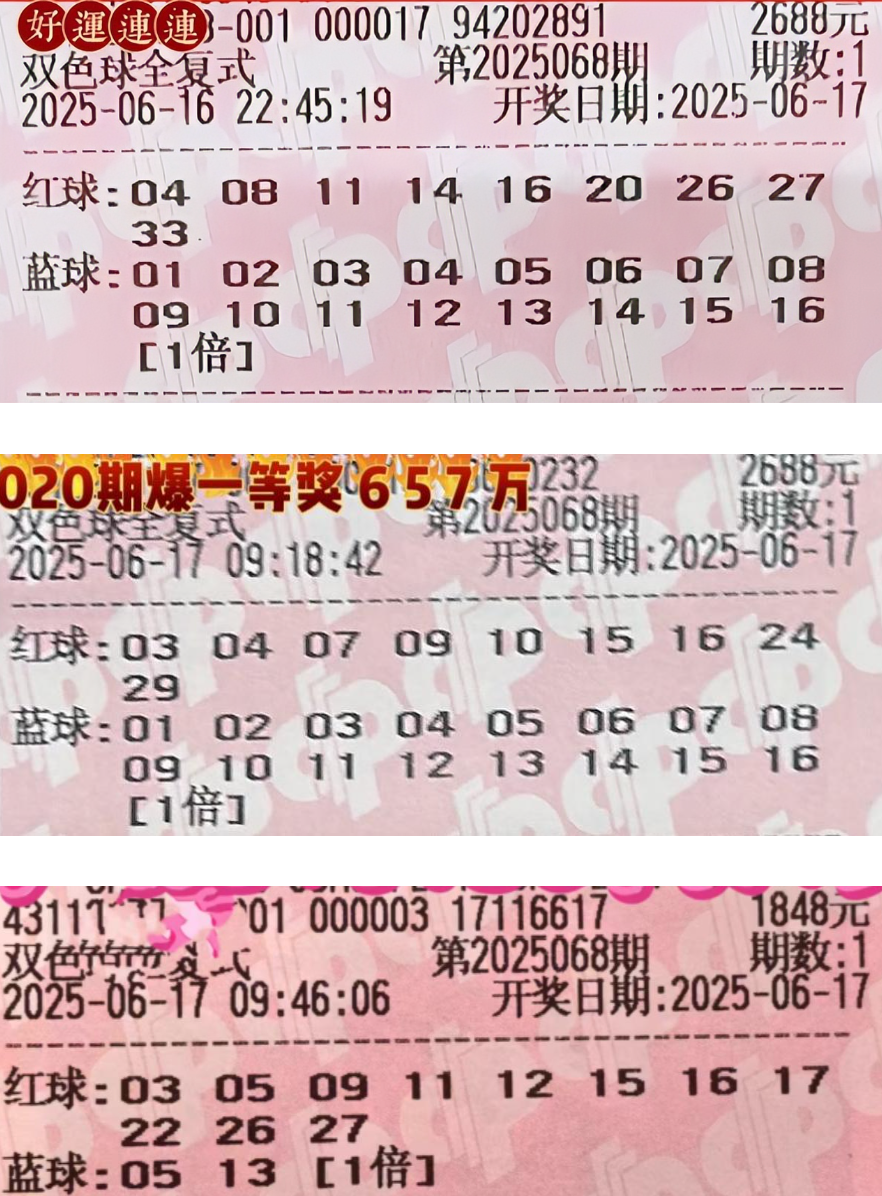 好運連連 3-001 000017 94202891 2688元
双色球全复式 第2025068期 期数:1
2025-06-16 22:45:19 开奖日期:2025-06-17
红球:04 08 11 14 16 20 26 27
33
蓝球:01 02 03 04 05 06 07 08
09 10 11 12 13 14 15 16
[1倍]
020期爆一等奖657万 0232 2688元
双色球全复式 第2025068期 期数:1
2025-06-17 09:18:42 开奖日期:2025-06-17
红球:03 04 07 09 10 15 16 24
29
蓝球:01 02 03 04 05 06 07 08
09 10 11 12 13 14 15 16
[1倍]
4311 01 000003 17116617 1848元
双色 复式 第2025068期 期数:1
2025-06-17 09:46:06 开奖日期:2025-06-17
红球:03 05 09 11 12 15 16 17
22 26 27
蓝球:05 13 [1倍]